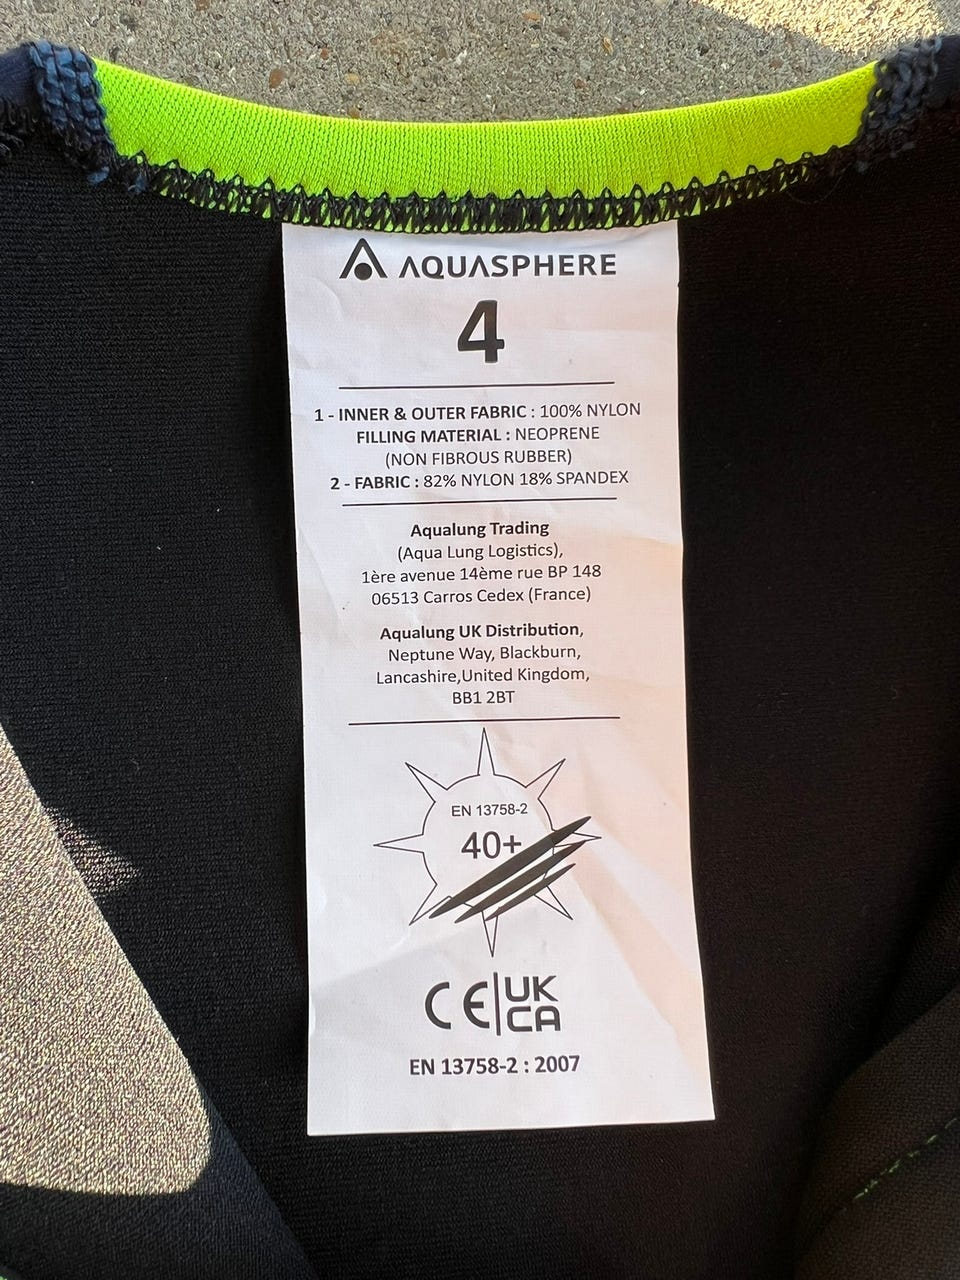 AQUASPHERE
4
1 - INNER & OUTER FABRIC : 100% NYLON
FILLING MATERIAL : NEOPRENE
(NON FIBROUS RUBBER)
2 - FABRIC : 82% NYLON 18% SPANDEX
Aqualung Trading
(Aqua Lung Logistics),
1ère avenue 14ème rue BP 148
06513 Carros Cedex (France)
Aqualung UK Distribution,
Neptune Way, Blackburn,
Lancashire,United Kingdom,
BB1 2BT
EN 13758-2
40+
CE UK
CA
EN 13758-2 : 2007